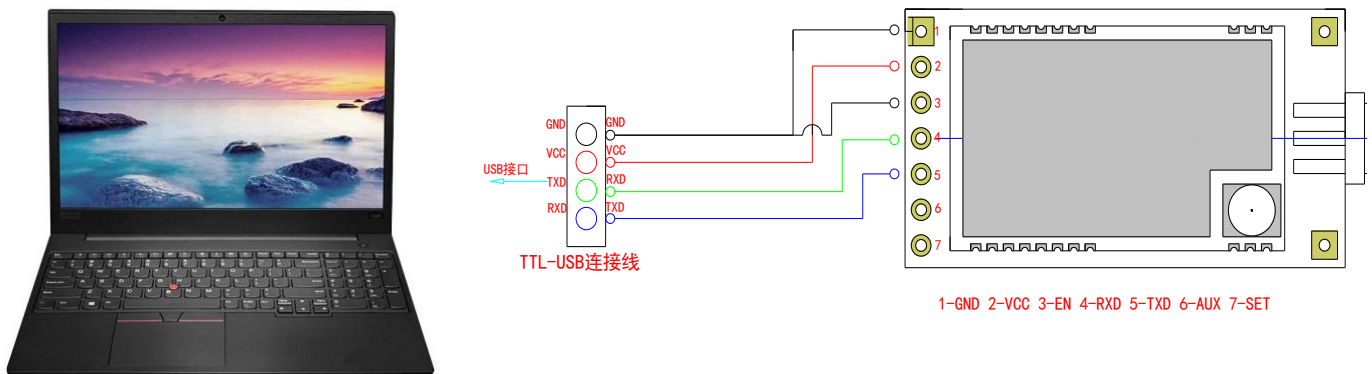 GND GND
VCC VCC
USB接口
TXD RXD
RXD TXD
TTL-USB连接线
1
2
3
4
5
6
7
1-GND 2-VCC 3-EN 4-RXD 5-TXD 6-AUX 7-SET